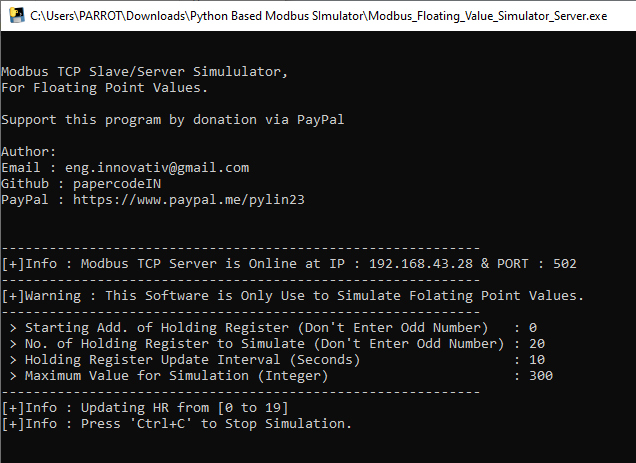 C:\Users\PARROT\Downloads\Python Based Modbus SImulator\Modbus_Floating_Value_Simulator_Server.exe
Modbus TCP Slave/Server Simululator,
For Floating Point Values.
Support this program by donation via PayPal
Author:
Email : eng.innovativ@gmail.com
Github : papercodeIN
PayPal : https://www.paypal.me/pylin23
------------------------------------------------------------
[+]Info : Modbus TCP Server is Online at IP : 192.168.43.28 & PORT : 502
------------------------------------------------------------
[+]Warning : This Software is Only Use to Simulate Folating Point Values.
------------------------------------------------------------
> Starting Add. of Holding Register (Don't Enter Odd Number)   : 0
> No. of Holding Register to Simulate (Don't Enter Odd Number) : 20
> Holding Register Update Interval (Seconds)                   : 10
> Maximum Value for Simulation (Integer)                       : 300
------------------------------------------------------------
[+]Info : Updating HR from [0 to 19]
[+]Info : Press 'Ctrl+C' to Stop Simulation.